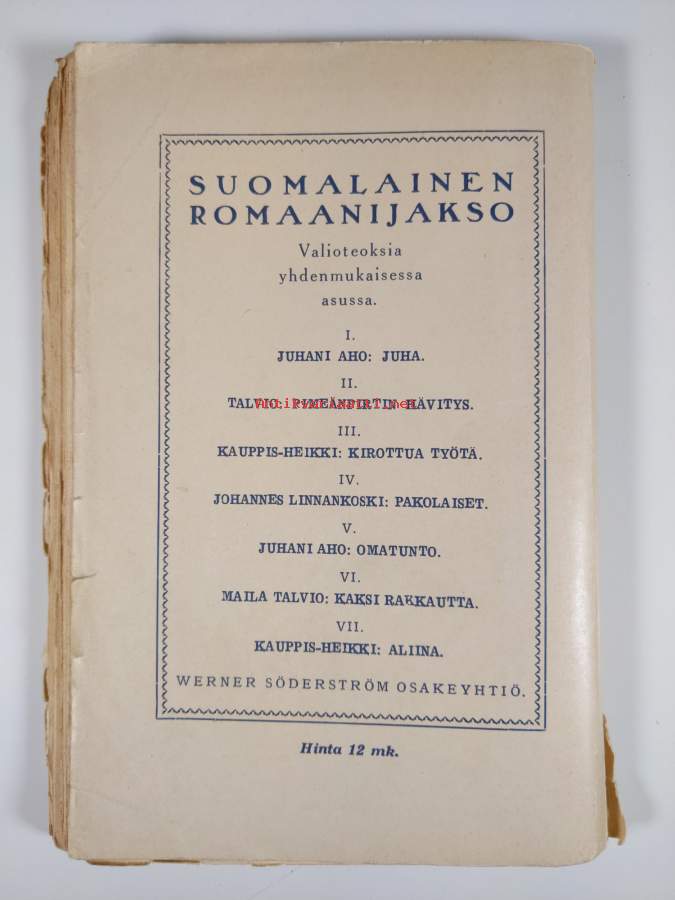 SUOMALAINEN
ROMAANIJAKSO
Valioteoksia
yhdenmukaisessa
asussa.
I.
JUHANI AHO: JUHA.
II.
TALVIO: PIMEÄNPIRTIN HÄVITYS.
III.
KAUPPIS-HEIKKI: KIROTTUA TYÖTÄ.
IV.
JOHANNES LINNANKOSKI: PAKOLAISET.
V.
JUHANI AHO: OMATUNTO.
VI.
MAILA TALVIO: KAKSI RAKKAUTTA.
VII.
KAUPPIS-HEIKKI: ALIINA.
WERNER SÖDERSTRÖM OSAKEYHTIÖ.
Hinta 12 mk.